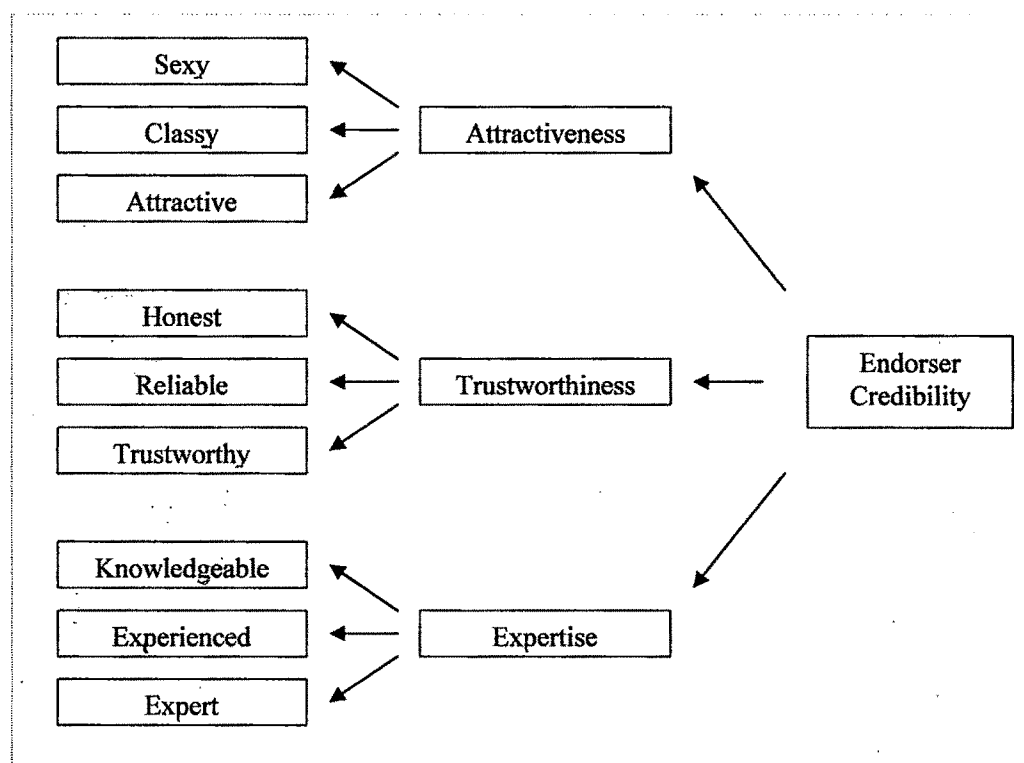 Sexy
Classy
Attractive
Attractiveness
Honest
Reliable
Trustworthy
Trustworthiness
Endorser
Credibility
Knowledgeable
Experienced
Expert
Expertise